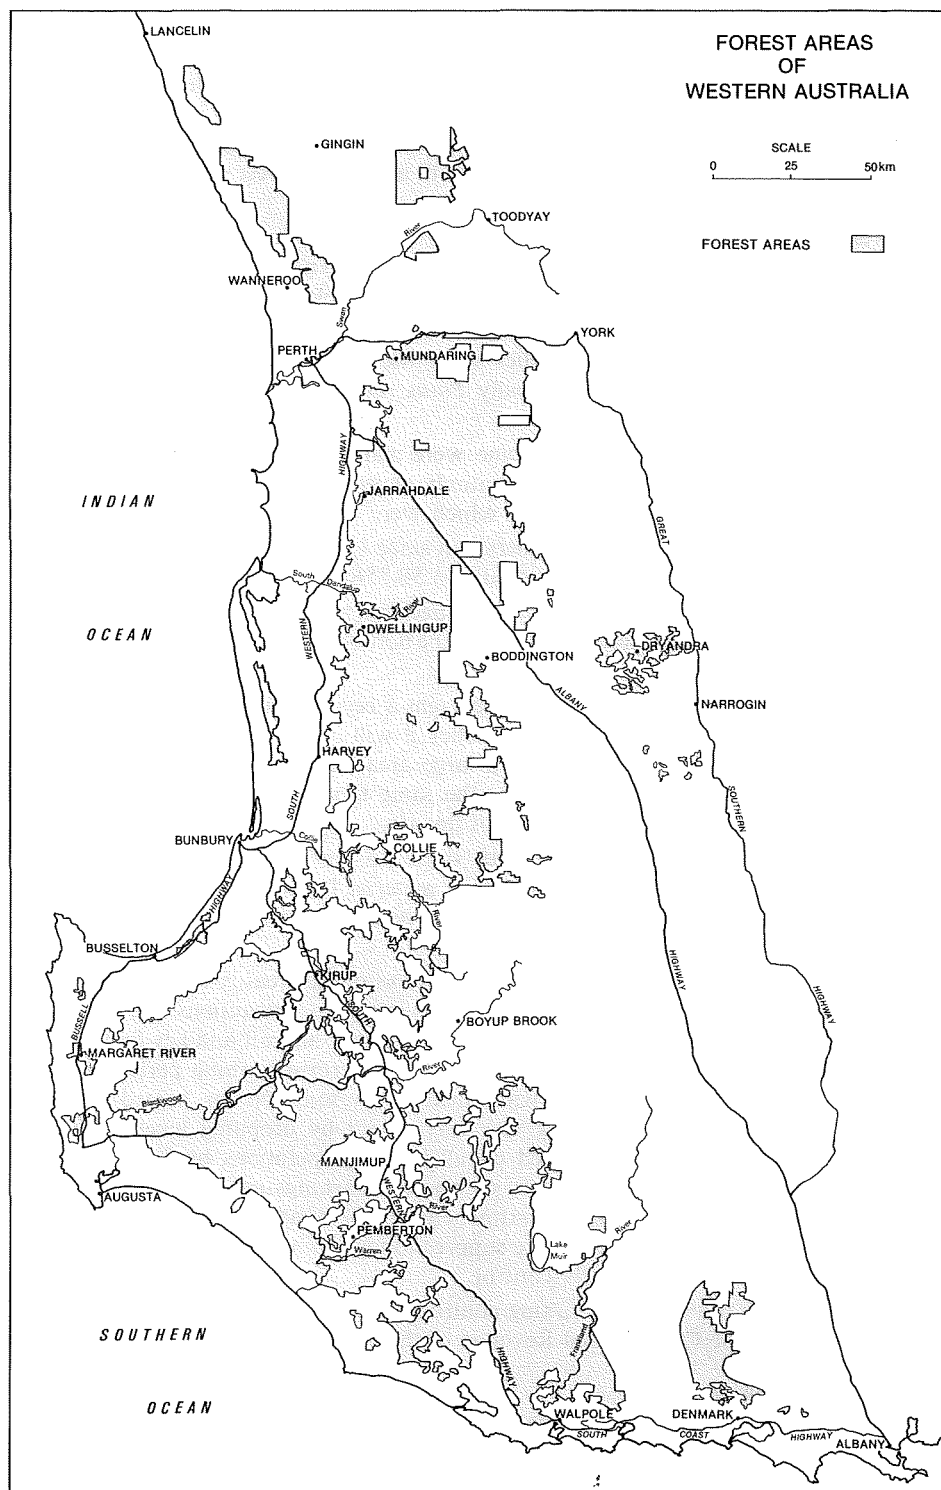 LANCELIN
FOREST AREAS
OF
WESTERN AUSTRALIA
GINGIN
SCALE
0 25 50km
TOODYAY
River
FOREST AREAS
WANNEROO
Swan
YORK
PERTH
MUNDARING
HIGHWAY
JARRAHDALE
INDIAN
GREAT
South Dandalup River
OCEAN
DWELLINGUP
WESTERN
DRYANDRA
BODDINGTON
ALBANY
NARROGIN
HARVEY
SOUTH
SOUTHERN
BUNBURY
Collie
COLLIE
HIGHWAY
River
BUSSELTON
KIRUP
HIGHWAY
HIGHWAY
SOUTH
BOYUP BROOK
BUSSELL
MARGARET RIVER
River
Blackwood
MANJIMUP
WESTERN
AUGUSTA
River
PEMBERTON
River
Warren
Lake
Muir
SOUTHERN
Frankland
HIGHWAY
OCEAN
WALPOLE
DENMARK
SOUTH COAST HIGHWAY
ALBANY